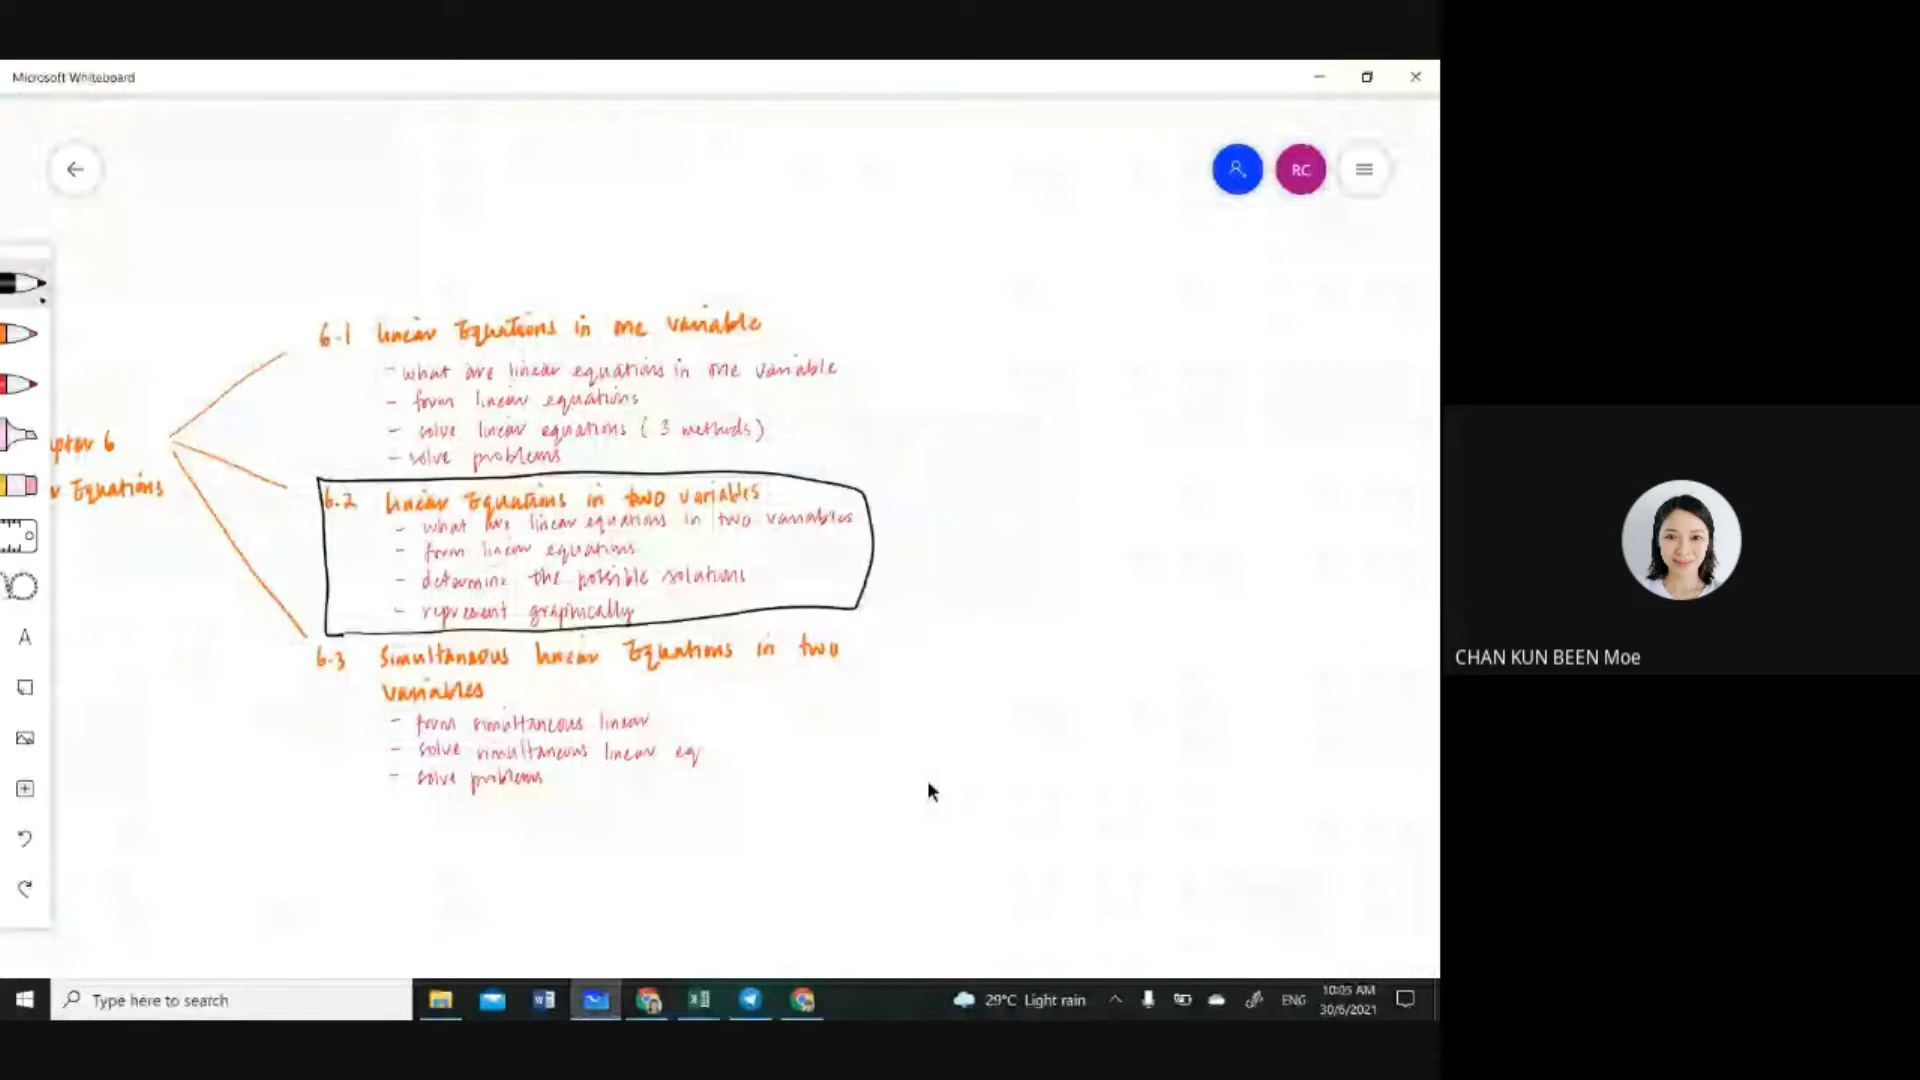 Microsoft Whiteboard
RC
6.1 Linear Equations in one variable
- what are linear equations in one variable
- form linear equations
- solve linear equations (3 methods)
- solve problems
pter 6
r Equations
6.2 Linear Equations in two variables
- what are linear equations in two variables
- form linear equations
- determine the possible solutions
- represent graphically
6.3 Simultaneous linear Equations in two
variables
- form simultaneous linear
- solve simultaneous linear eq
- solve problems
A
CHAN KUN BEEN Moe
Type here to search
29°C Light rain
ENG
10:05 AM
30/6/2021